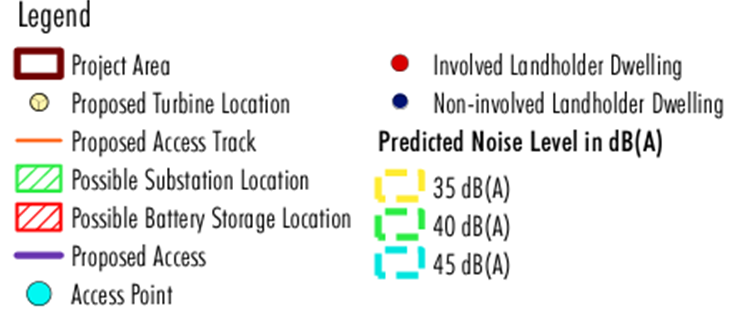 Legend
Project Area
Proposed Turbine Location
Proposed Access Track
Possible Substation Location
Possible Battery Storage Location
Proposed Access
Access Point
Involved Landholder Dwelling
Non-involved Landholder Dwelling
Predicted Noise Level in dB(A)
35 dB(A)
40 dB(A)
45 dB(A)